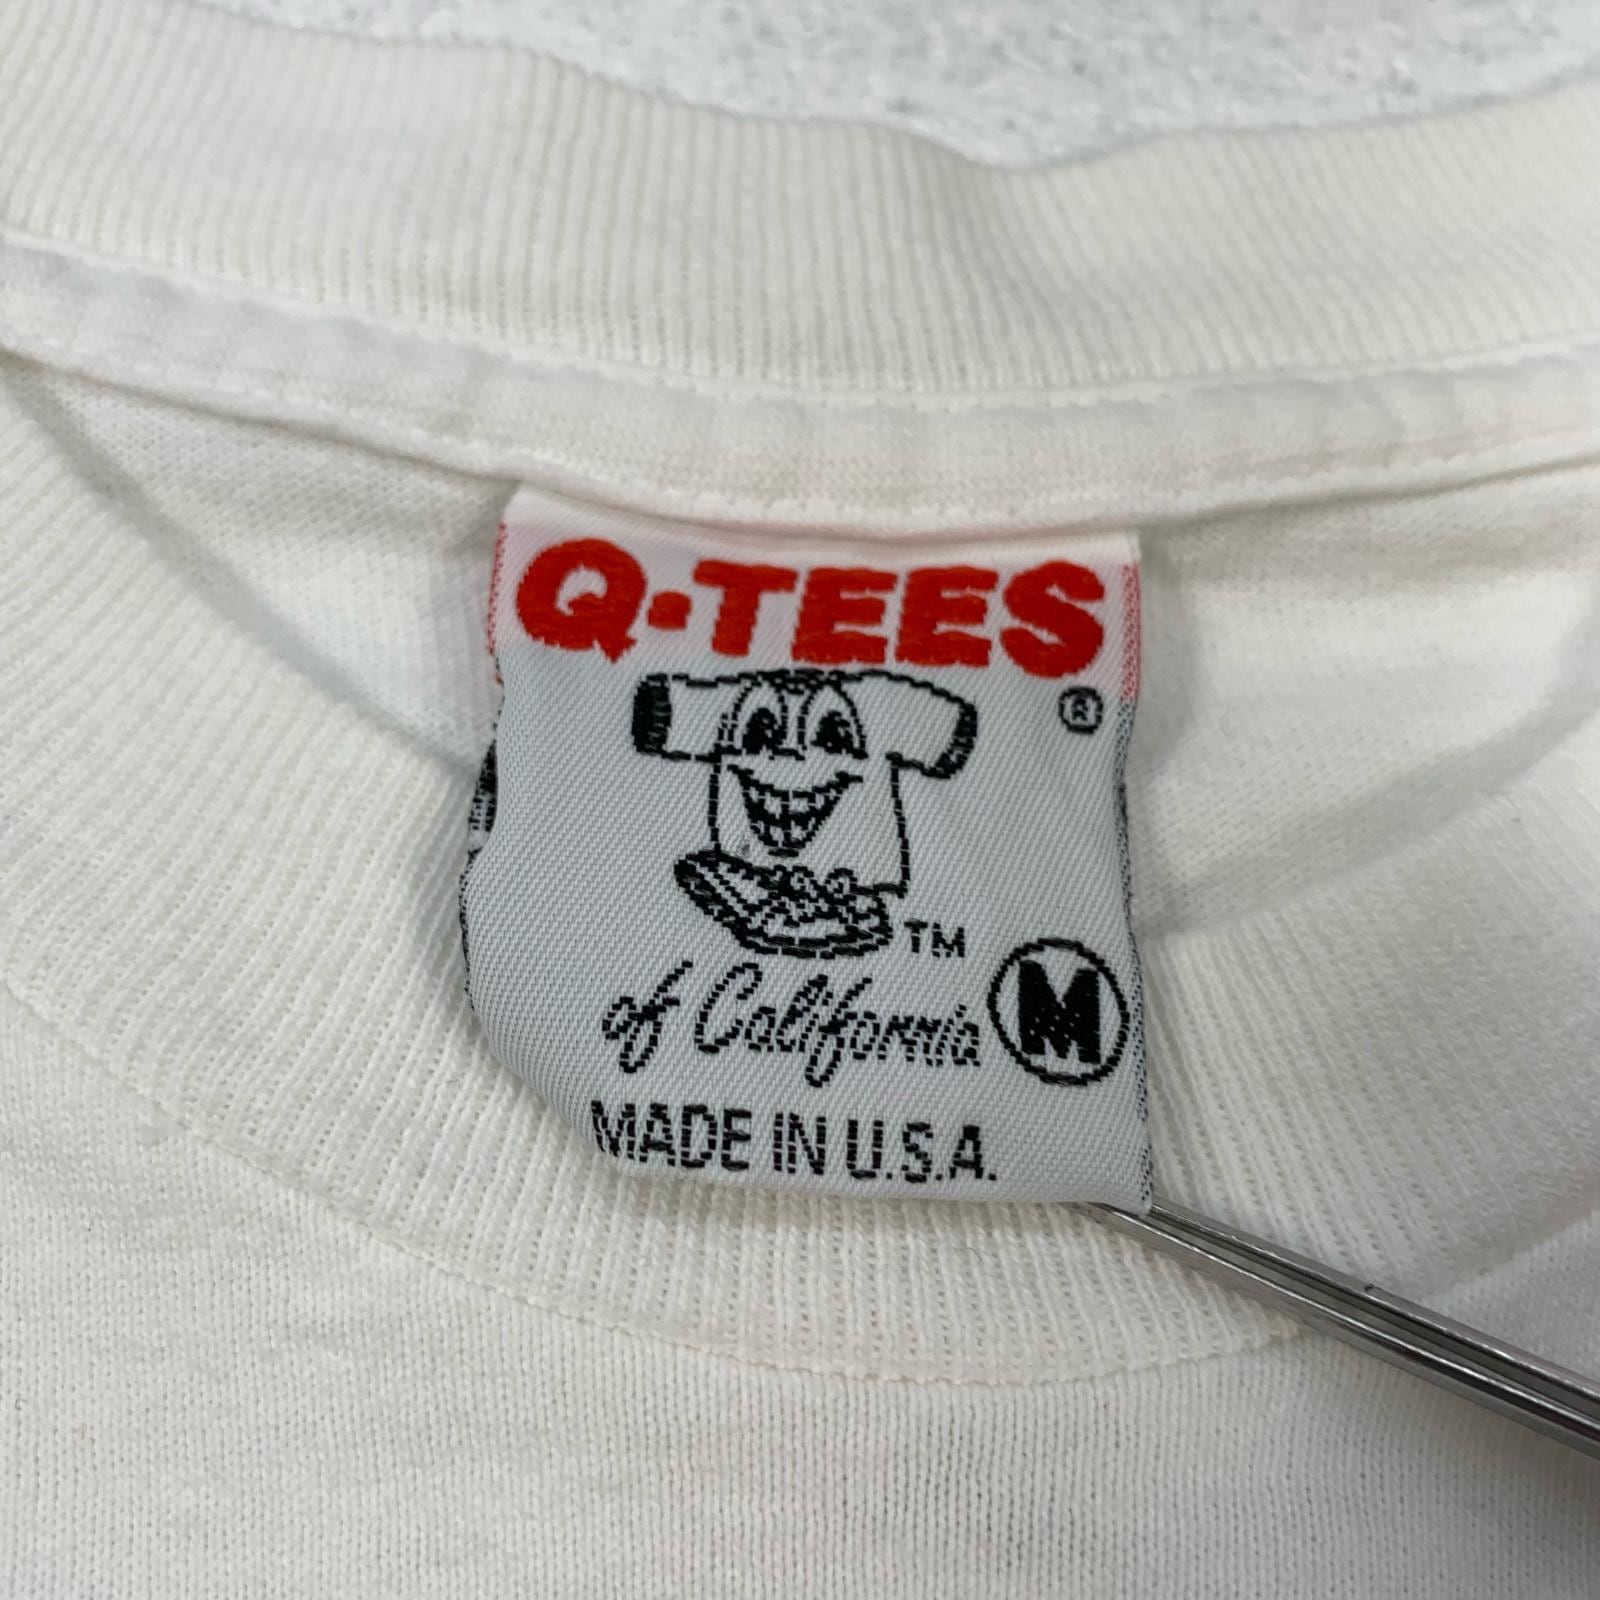 Q-TEES
®
TM
of California
M
MADE IN U.S.A.